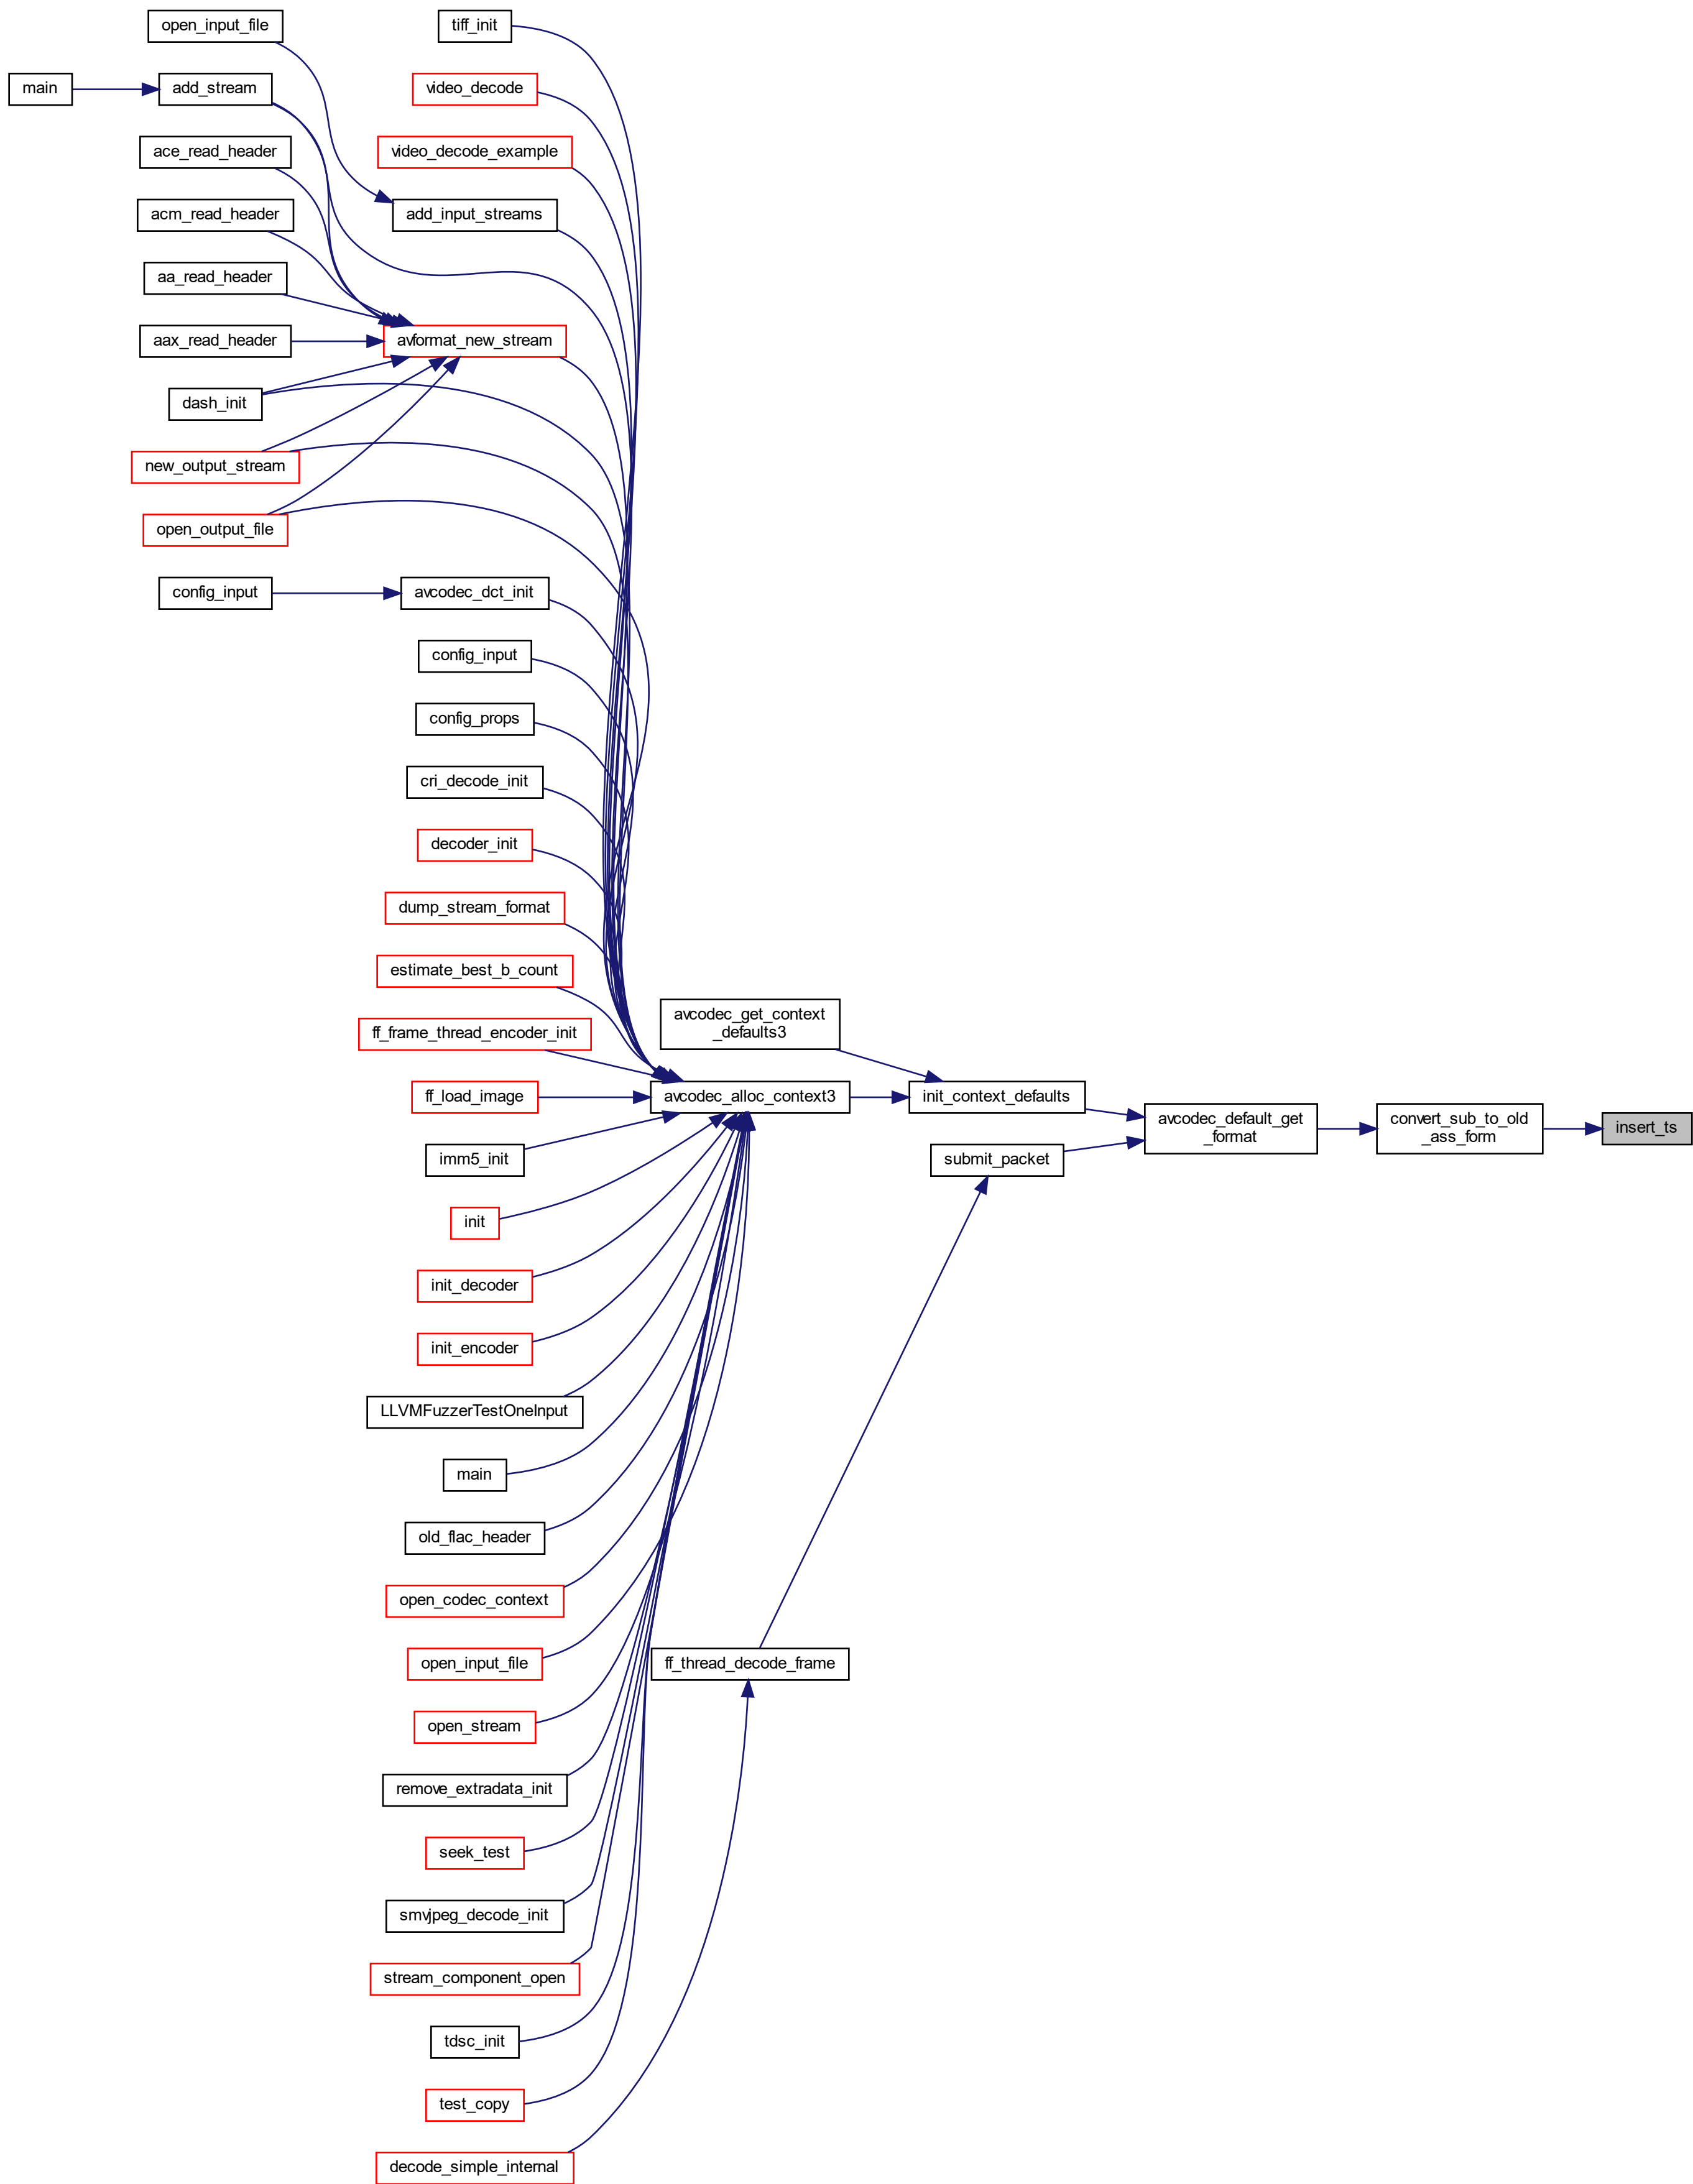 open_input_file
tiff_init
main
add_stream
video_decode
ace_read_header
video_decode_example
acm_read_header
add_input_streams
aa_read_header
aax_read_header
avformat_new_stream
dash_init
new_output_stream
open_output_file
config_input
avcodec_dct_init
config_input
config_props
cri_decode_init
decoder_init
dump_stream_format
estimate_best_b_count
avcodec_get_context
_defaults3
ff_frame_thread_encoder_init
ff_load_image
avcodec_alloc_context3
init_context_defaults
avcodec_default_get
_format
convert_sub_to_old
_ass_form
insert_ts
imm5_init
submit_packet
init
init_decoder
init_encoder
LLVMFuzzerTestOneInput
main
old_flac_header
open_codec_context
open_input_file
ff_thread_decode_frame
open_stream
remove_extradata_init
seek_test
smvjpeg_decode_init
stream_component_open
tdsc_init
test_copy
decode_simple_internal